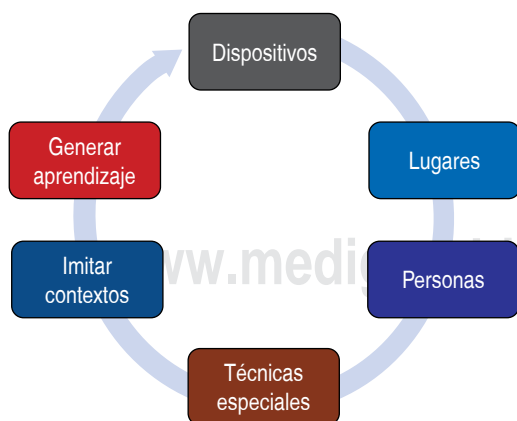 Dispositivos
Lugares
Personas
Técnicas
especiales
Imitar
contextos
Generar
aprendizaje